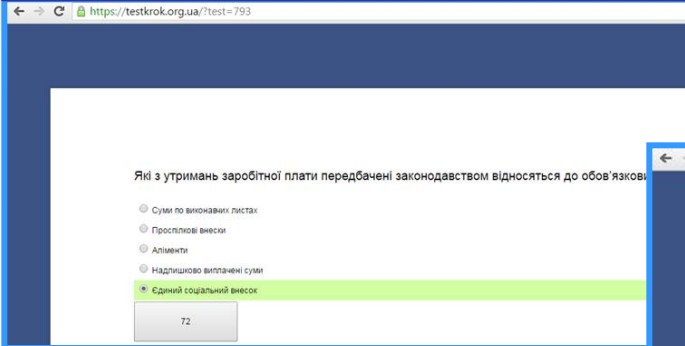 https://testkrok.org.ua/?test=793
Які з утримань заробітної плати передбачені законодавством відносяться до обов'язкови
Суми по виконавчих листах
Проспілкові внески
Аліменти
Надлишково виплачені суми
Єдиний соціальний внесок
72